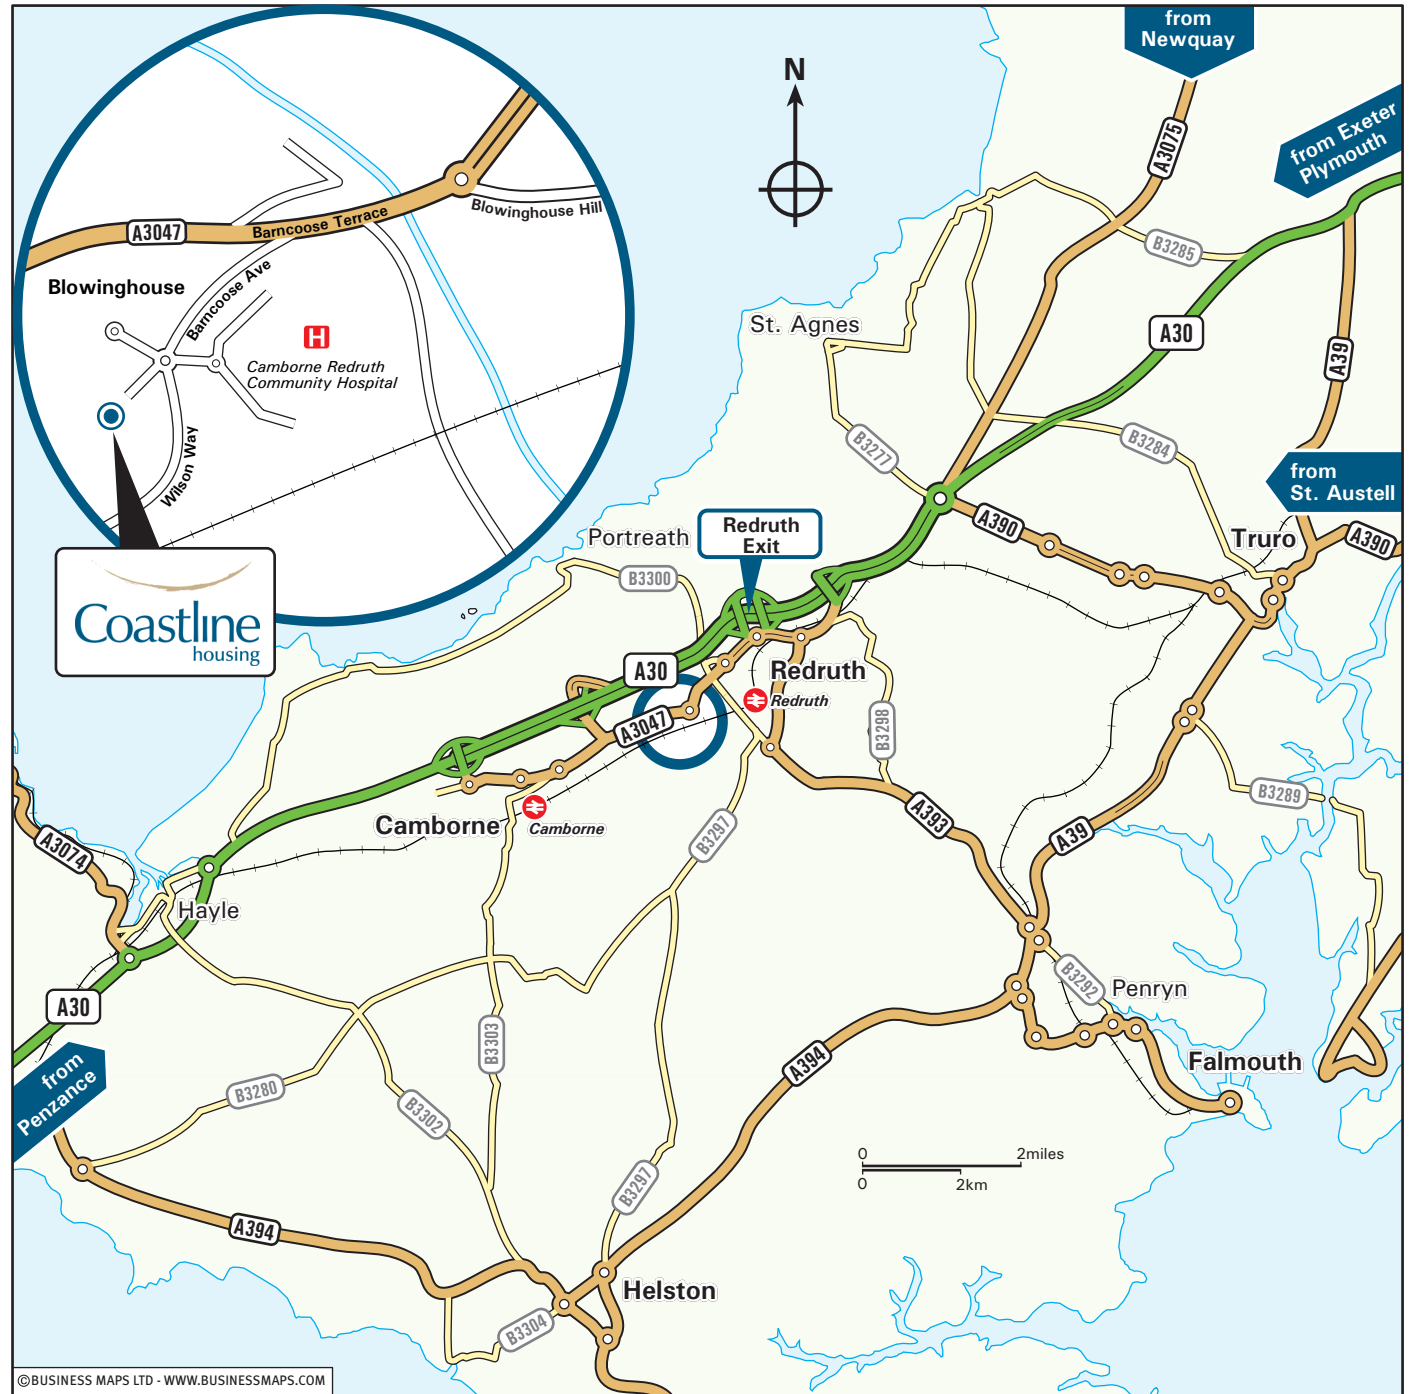 from
Newquay
N
A3075
from Exeter
Plymouth
A3047
Barncoose Terrace
Blowinghouse Hill
Blowinghouse
Barncoose Ave
H
Camborne Redruth
Community Hospital
Wilson Way
Coastline
housing
B3285
A30
A39
St. Agnes
B3277
B3284
from
St. Austell
A390
Truro
A390
Portreath
Redruth
Exit
B3300
A30
Redruth
Redruth
A3047
B3298
B3289
Camborne
Camborne
B3297
A393
A39
A3074
Hayle
A30
B3292
Penryn
B3303
A394
Falmouth
from
Penzance
B3280
B3302
0
2miles
0
2km
B3297
A394
Helston
B3304
©BUSINESS MAPS LTD - WWW.BUSINESSMAPS.COM